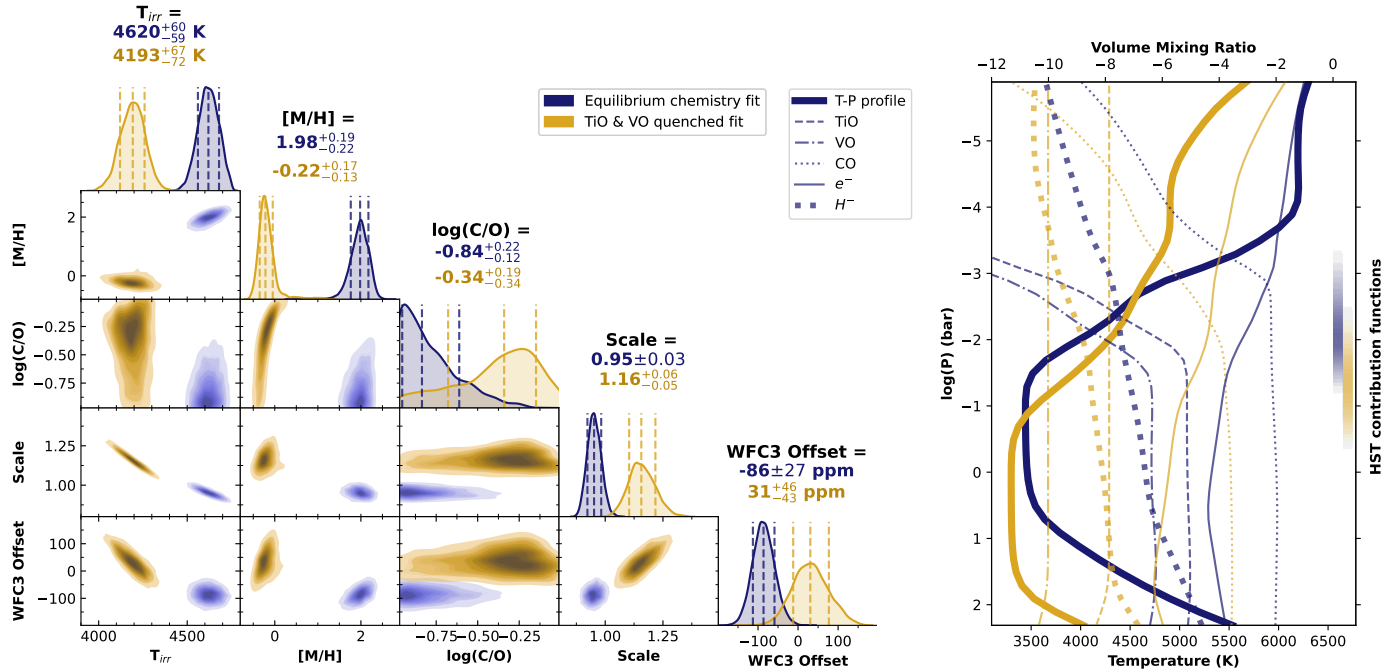 T_irr =
4620 +60 −59 K
4193 +67 −72 K
[M/H] =
1.98 +0.19 −0.22
-0.22 +0.17 −0.13
log(C/O) =
-0.84 +0.22 −0.12
-0.34 +0.19 −0.34
Scale =
0.95±0.03
1.16 +0.06 −0.05
WFC3 Offset =
-86±27 ppm
31 +46 −43 ppm
Equilibrium chemistry fit
TiO & VO quenched fit
T-P profile
TiO
VO
CO
e⁻
H⁻
[M/H]
2
0
log(C/O)
−0.25
−0.50
−0.75
Scale
1.25
1.00
WFC3 Offset
100
0
−100
4000 4500
T_irr
0 2
[M/H]
−0.75 −0.50 −0.25
log(C/O)
1.00 1.25
Scale
−100 0 100
WFC3 Offset
Volume Mixing Ratio
−12 −10 −8 −6 −4 −2 0
log(P) (bar)
−5
−4
−3
−2
−1
0
1
2
3500 4000 4500 5000 5500 6000 6500
Temperature (K)
HST contribution functions